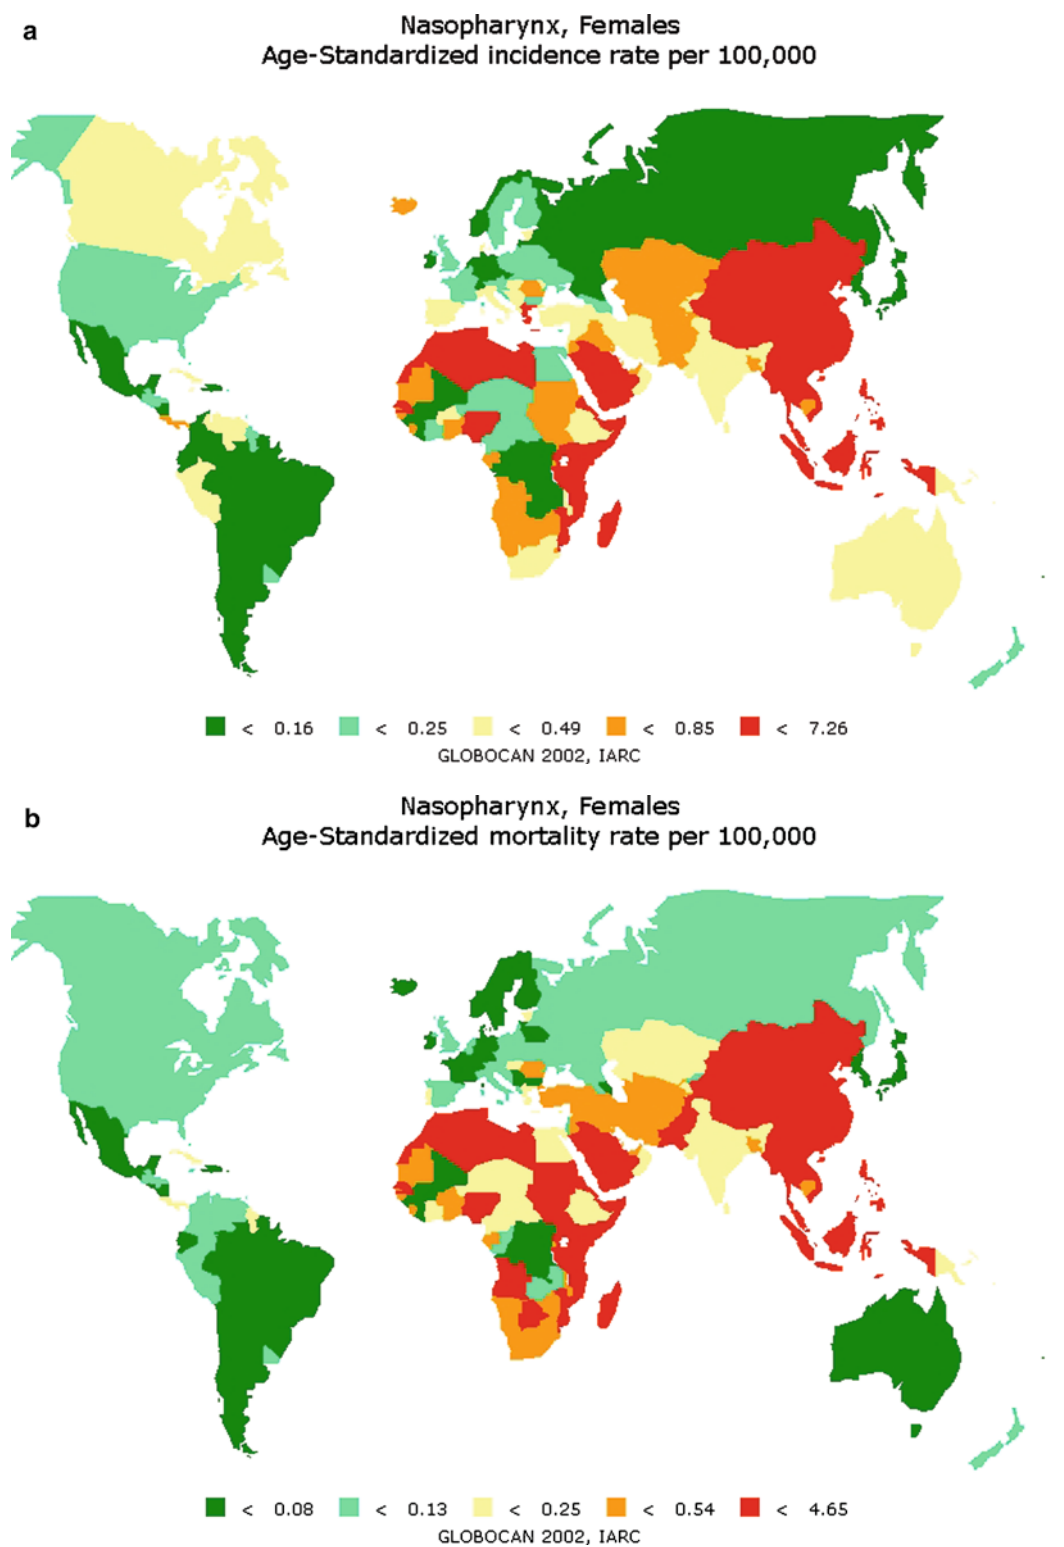 a
Nasopharynx, Females
Age-Standardized incidence rate per 100,000
< 0.16 < 0.25 < 0.49 < 0.85 < 7.26
GLOBOCAN 2002, IARC
b
Nasopharynx, Females
Age-Standardized mortality rate per 100,000
< 0.08 < 0.13 < 0.25 < 0.54 < 4.65
GLOBOCAN 2002, IARC